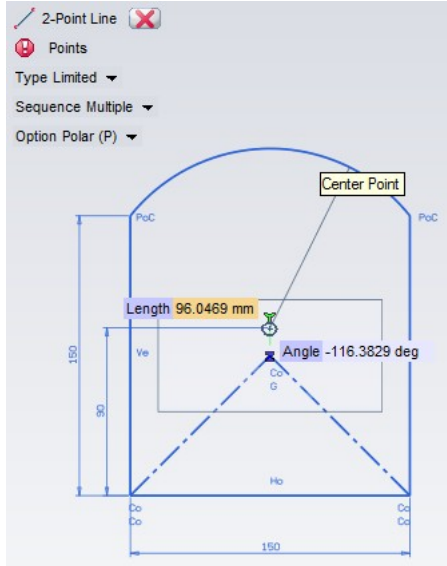 2-Point Line
Points
Type Limited
Sequence Multiple
Option Polar (P)
Center Point
PoC
PoC
Length 96.0469 mm
Angle -116.3829 deg
Ve
150
90
Co
G
Ho
Co
Co
Co
Co
150